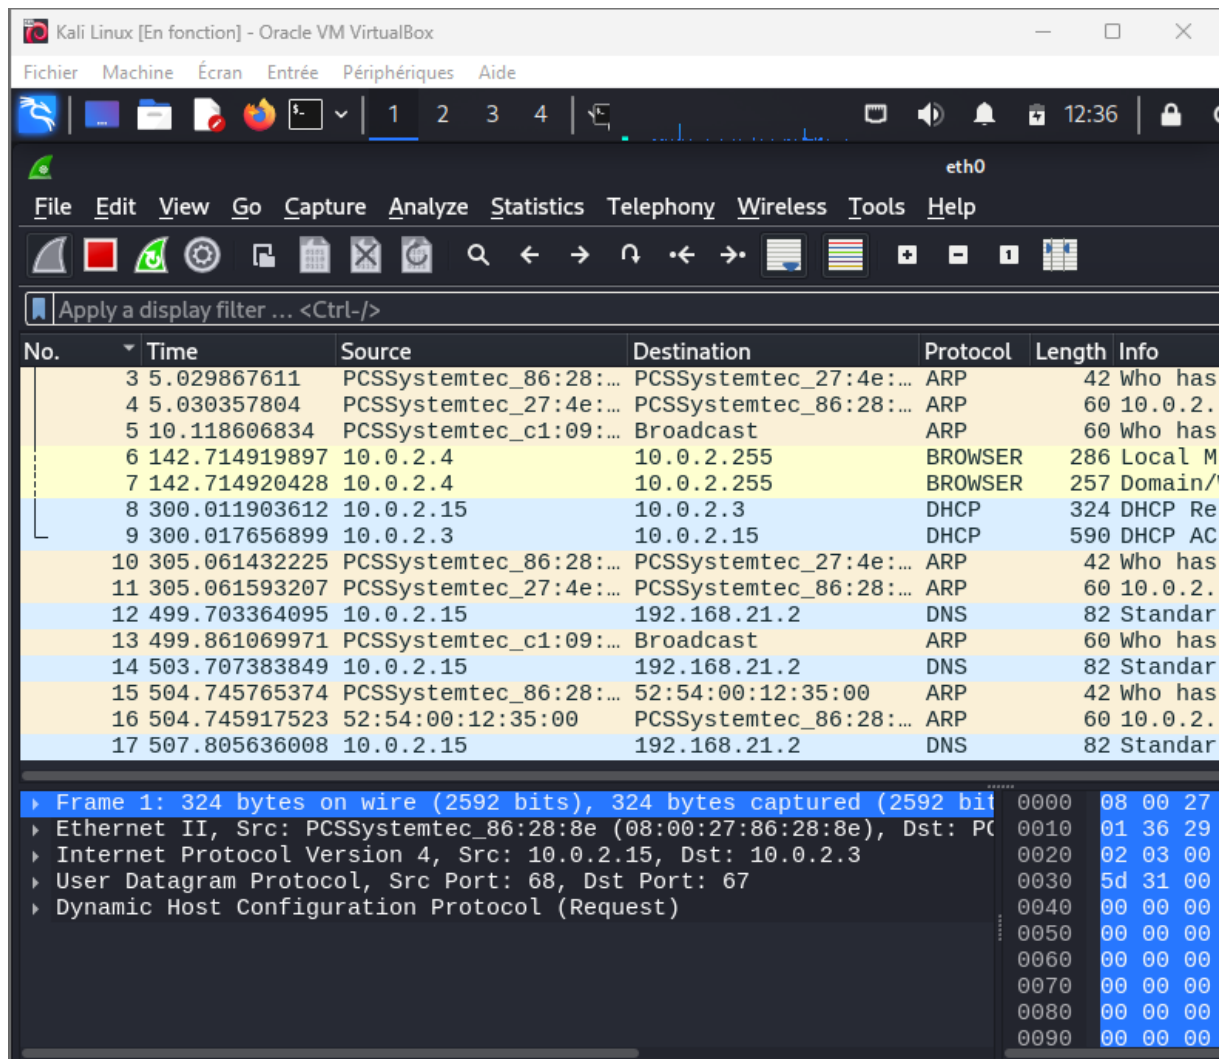 Kali Linux [En fonction] - Oracle VM VirtualBox
Fichier Machine Écran Entrée Périphériques Aide
1 2 3 4 12:36
eth0
File Edit View Go Capture Analyze Statistics Telephony Wireless Tools Help
Apply a display filter … <Ctrl-/>
No. Time Source Destination Protocol Length Info
3 5.029867611 PCSSystemtec_86:28:… PCSSystemtec_27:4e:… ARP 42 Who has
4 5.030357804 PCSSystemtec_27:4e:… PCSSystemtec_86:28:… ARP 60 10.0.2.
5 10.118606834 PCSSystemtec_c1:09:… Broadcast ARP 60 Who has
6 142.714919897 10.0.2.4 10.0.2.255 BROWSER 286 Local M
7 142.714920428 10.0.2.4 10.0.2.255 BROWSER 257 Domain/
8 300.011903612 10.0.2.15 10.0.2.3 DHCP 324 DHCP Re
9 300.017656899 10.0.2.3 10.0.2.15 DHCP 590 DHCP AC
10 305.061432225 PCSSystemtec_86:28:… PCSSystemtec_27:4e:… ARP 42 Who has
11 305.061593207 PCSSystemtec_27:4e:… PCSSystemtec_86:28:… ARP 60 10.0.2.
12 499.703364095 10.0.2.15 192.168.21.2 DNS 82 Standar
13 499.861069971 PCSSystemtec_c1:09:… Broadcast ARP 60 Who has
14 503.707383849 10.0.2.15 192.168.21.2 DNS 82 Standar
15 504.745765374 PCSSystemtec_86:28:… 52:54:00:12:35:00 ARP 42 Who has
16 504.745917523 52:54:00:12:35:00 PCSSystemtec_86:28:… ARP 60 10.0.2.
17 507.805636008 10.0.2.15 192.168.21.2 DNS 82 Standar
Frame 1: 324 bytes on wire (2592 bits), 324 bytes captured (2592 bit
Ethernet II, Src: PCSSystemtec_86:28:8e (08:00:27:86:28:8e), Dst: PC
Internet Protocol Version 4, Src: 10.0.2.15, Dst: 10.0.2.3
User Datagram Protocol, Src Port: 68, Dst Port: 67
Dynamic Host Configuration Protocol (Request)
0000 08 00 27
0010 01 36 29
0020 02 03 00
0030 5d 31 00
0040 00 00 00
0050 00 00 00
0060 00 00 00
0070 00 00 00
0080 00 00 00
0090 00 00 00